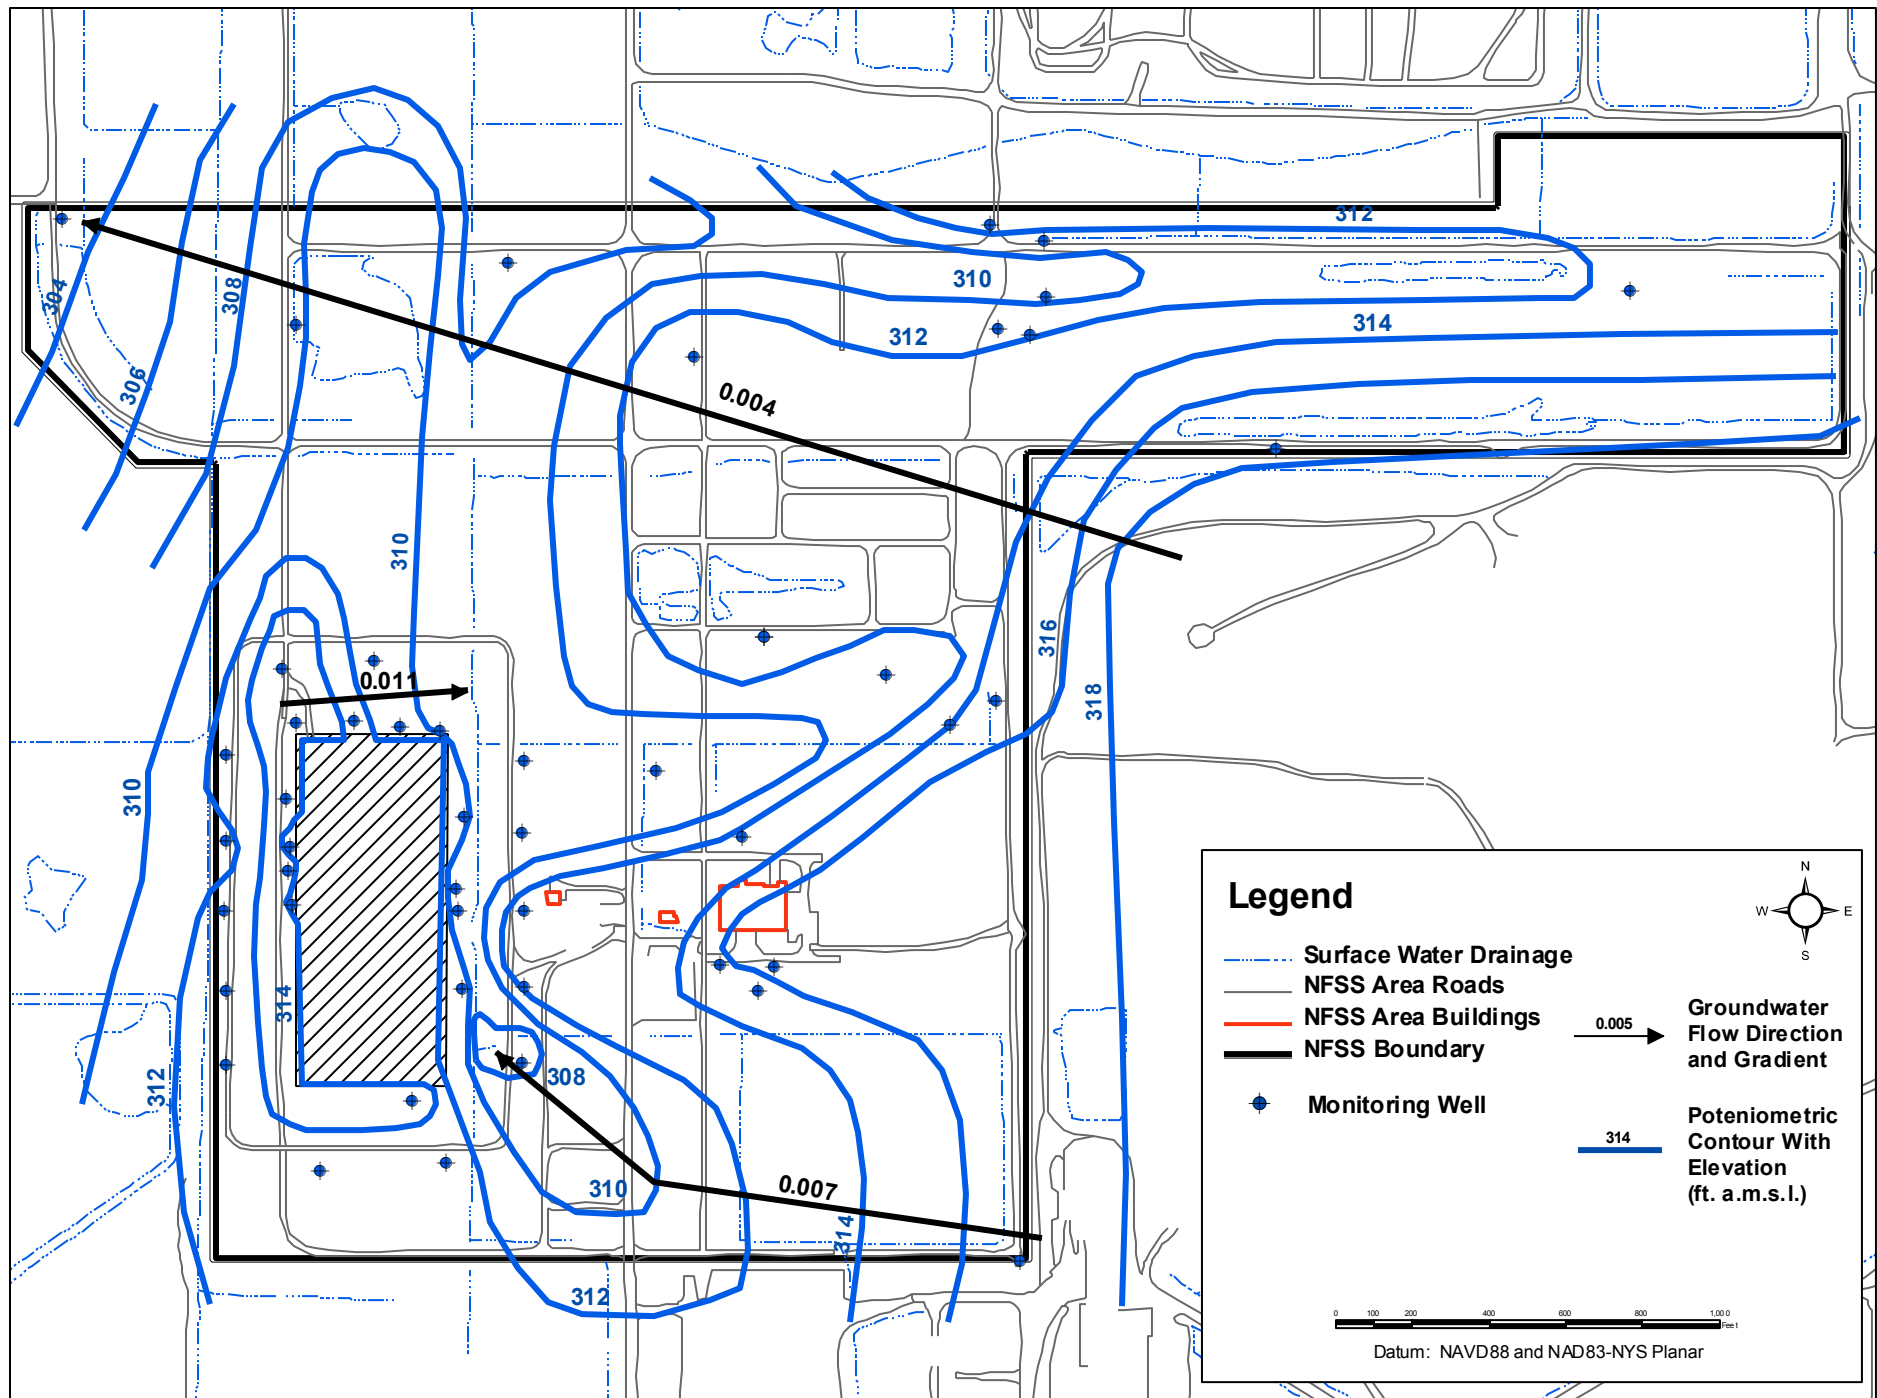 312
310
314
312
304
308
306
0.004
310
316
318
0.011
310
314
312
308
310
0.007
314
312
Legend
N
W
E
S
Surface Water Drainage
NFSS Area Roads
NFSS Area Buildings
NFSS Boundary
Monitoring Well
0.005
Groundwater
Flow Direction
and Gradient
314
Poteniometric
Contour With
Elevation
(ft. a.m.s.l.)
0 100 200 400 600 800 1,000
Feet
Datum: NAVD88 and NAD83-NYS Planar